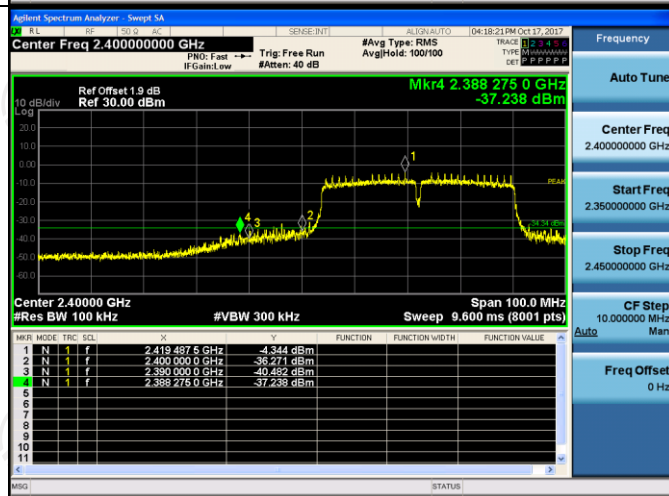 Agilent Spectrum Analyzer - Swept SA
RL RF 50 Ω AC SENSE:INT ALIGN AUTO 04:18:21 PM Oct 17, 2017
Center Freq 2.400000000 GHz
PNO: Fast
IFGain:Low
Trig: Free Run
#Atten: 40 dB
#Avg Type: RMS
Avg|Hold: 100/100
TRACE 1 2 3 4 5 6
TYPE M
DET P P P P P P
Ref Offset 1.9 dB
10 dB/div Ref 30.00 dBm
Log
Mkr4 2.388 275 0 GHz
-37.238 dBm
20.0
10.0
0.00
-10.0
-20.0
-30.0
-40.0
-50.0
-60.0
1
2
3
4
PEAK
-34.34 dBm
Center 2.40000 GHz Span 100.0 MHz
#Res BW 100 kHz #VBW 300 kHz Sweep 9.600 ms (8001 pts)
MKR MODE TRC SCL X Y FUNCTION FUNCTION WIDTH FUNCTION VALUE
1 N 1 f 2.419 487 5 GHz -4.344 dBm
2 N 1 f 2.400 000 0 GHz -36.271 dBm
3 N 1 f 2.390 000 0 GHz -40.482 dBm
4 N 1 f 2.388 275 0 GHz -37.238 dBm
5
6
7
8
9
10
11
MSG STATUS
Frequency
Auto Tune
Center Freq
2.400000000 GHz
Start Freq
2.350000000 GHz
Stop Freq
2.450000000 GHz
CF Step
10.000000 MHz
Auto Man
Freq Offset
0 Hz